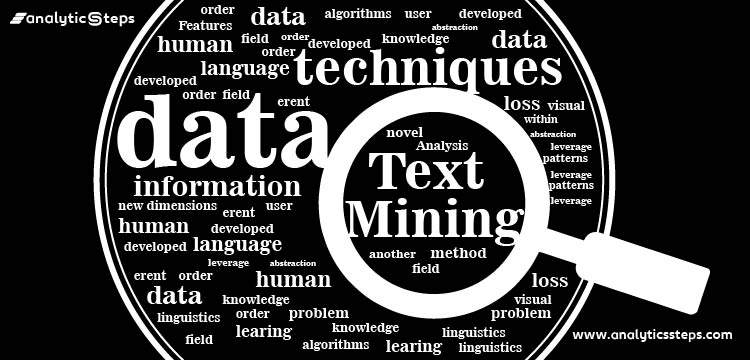 analyticSteps
order data algorithms user developed
Features abstraction
human field order developed knowledge data
order
language techniques
developed
order field erent loss visual
data novel within
Analysis abstraction
Text leverage
patterns
information leverage
patterns
new dimensions user Mining leverage
erent
human developed
developed language another method
leverage abstraction field
erent order human loss
data knowledge visual
linguistics order problem problem
field learing knowledge linguistics
algorithms learing linguistics
www.analyticssteps.com